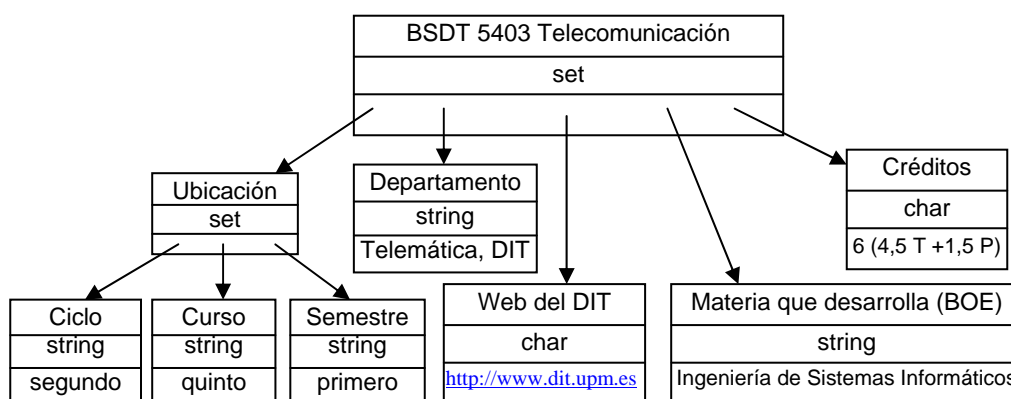 BSDT 5403 Telecomunicación
set
Ubicación
set
Departamento
string
Telemática, DIT
Créditos
char
6 (4,5 T +1,5 P)
Ciclo
string
segundo
Curso
string
quinto
Semestre
string
primero
Web del DIT
char
http://www.dit.upm.es
Materia que desarrolla (BOE)
string
Ingeniería de Sistemas Informáticos